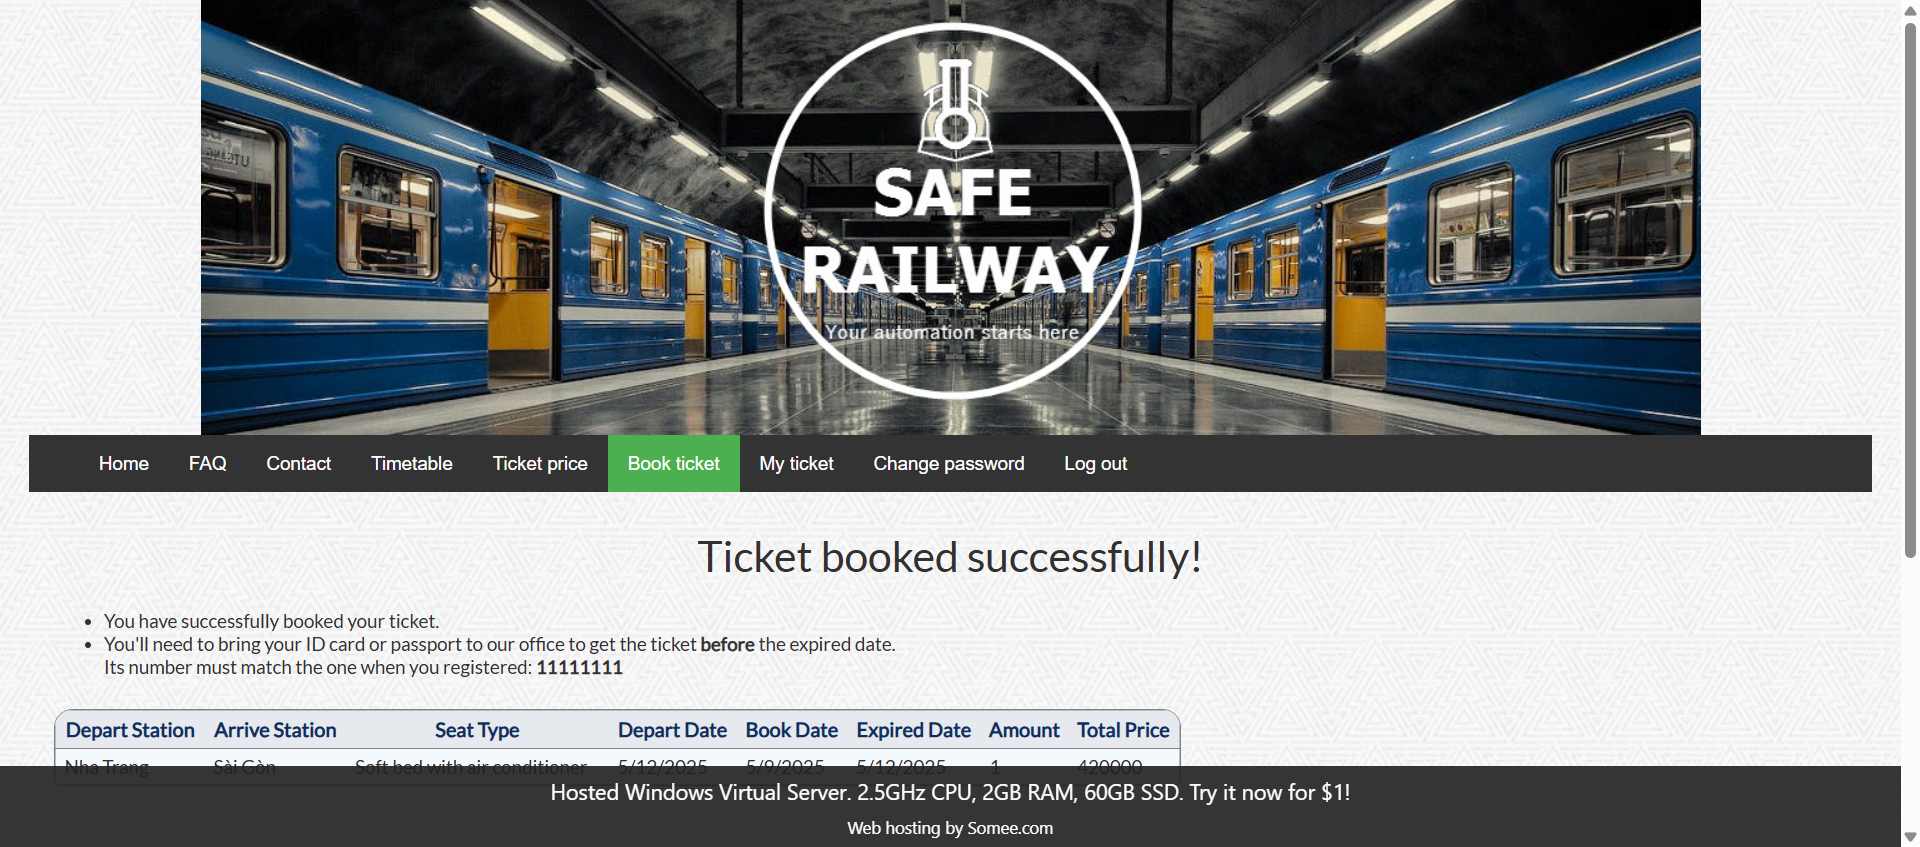 SAFE
RAILWAY
Your automation starts here
Home FAQ Contact Timetable Ticket price Book ticket My ticket Change password Log out
Ticket booked successfully!
• You have successfully booked your ticket.
• You'll need to bring your ID card or passport to our office to get the ticket before the expired date.
Its number must match the one when you registered: 11111111
Depart Station Arrive Station Seat Type Depart Date Book Date Expired Date Amount Total Price
Nha Trang Sài Gòn Soft bed with air conditioner 5/12/2025 5/9/2025 5/12/2025 1 420000
Hosted Windows Virtual Server. 2.5GHz CPU, 2GB RAM, 60GB SSD. Try it now for $1!
Web hosting by Somee.com